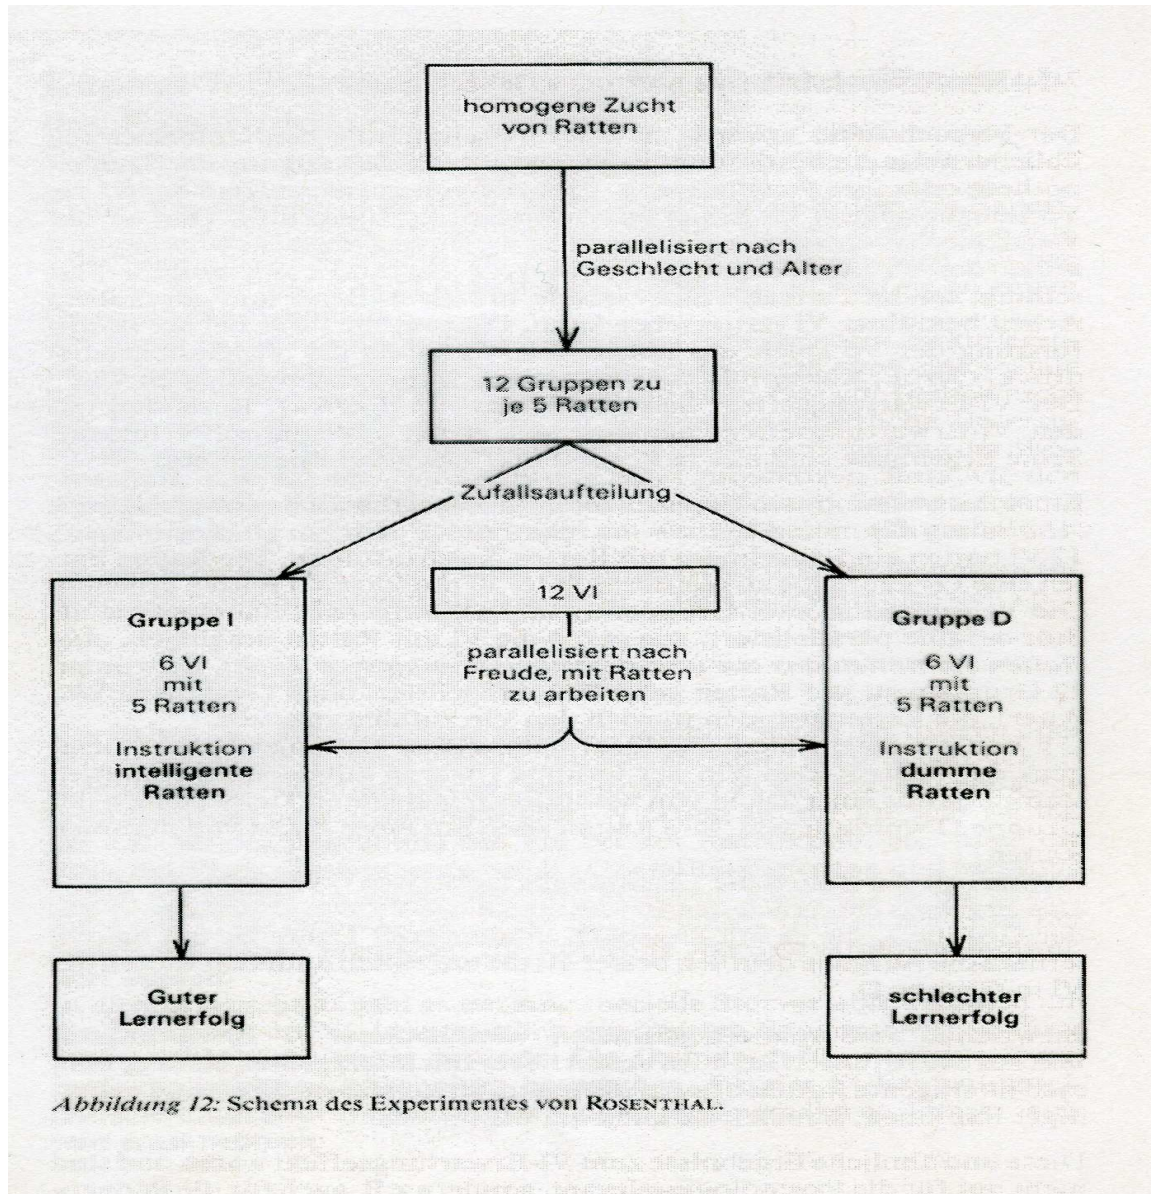 homogene Zucht
von Ratten
parallelisiert nach
Geschlecht und Alter
12 Gruppen zu
je 5 Ratten
Zufallsaufteilung
Gruppe I
6 VI
mit
5 Ratten
Instruktion
intelligente
Ratten
12 VI
parallelisiert nach
Freude, mit Ratten
zu arbeiten
Gruppe D
6 VI
mit
5 Ratten
Instruktion
dumme
Ratten
Guter
Lernerfolg
schlechter
Lernerfolg
Abbildung 12: Schema des Experimentes von ROSENTHAL.